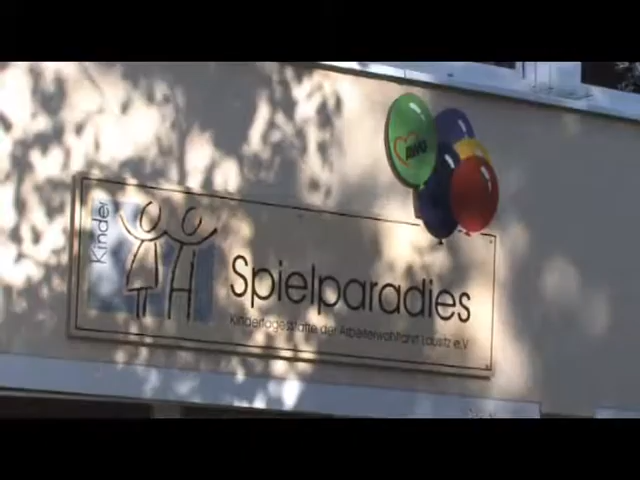 AWO
Kinder
Spielparadies
Kindertagesstätte der Arbeiterwohlfahrt Lausitz e.V